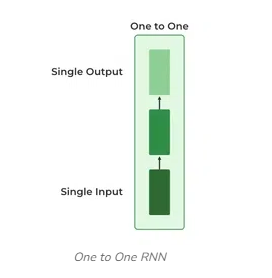 One to One
Single Output
Single Input
One to One RNN